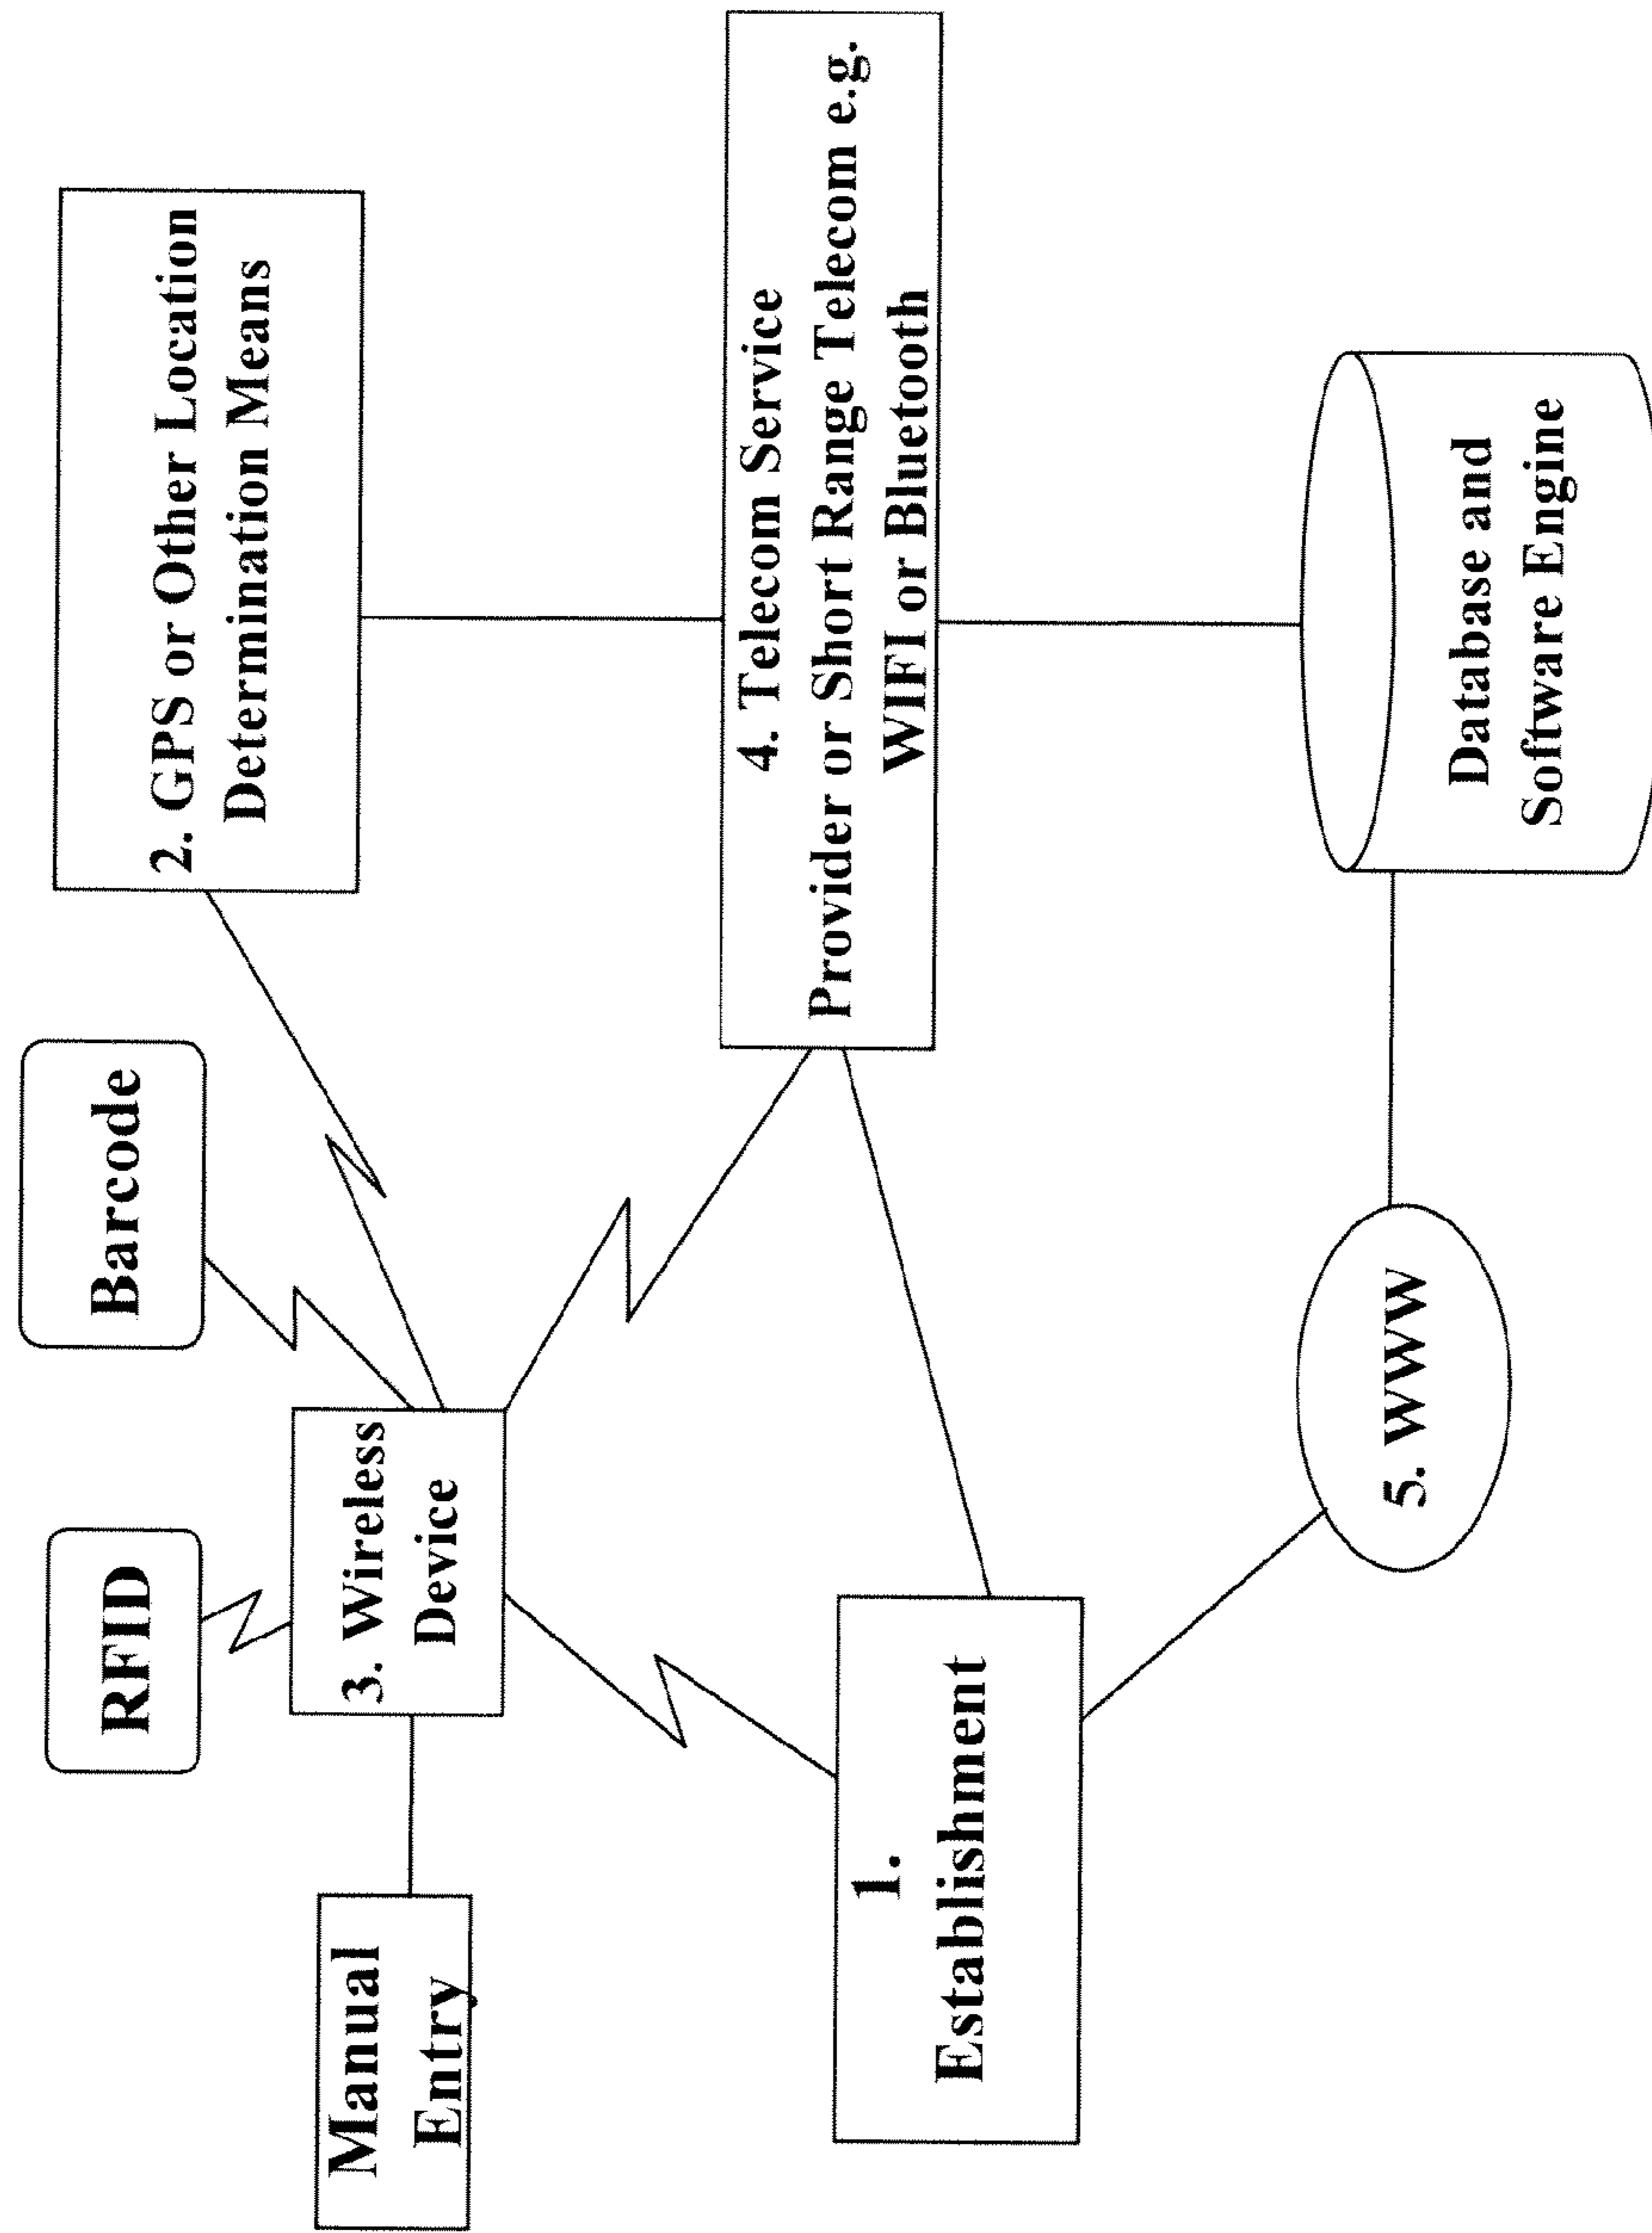 RFID
Barcode
Manual
Entry
3. Wireless
Device
2. GPS or Other Location
Determination Means
1.
Establishment
4. Telecom Service
Provider or Short Range Telecom e.g.
WIFI or Bluetooth
5. WWW
Database and
Software Engine